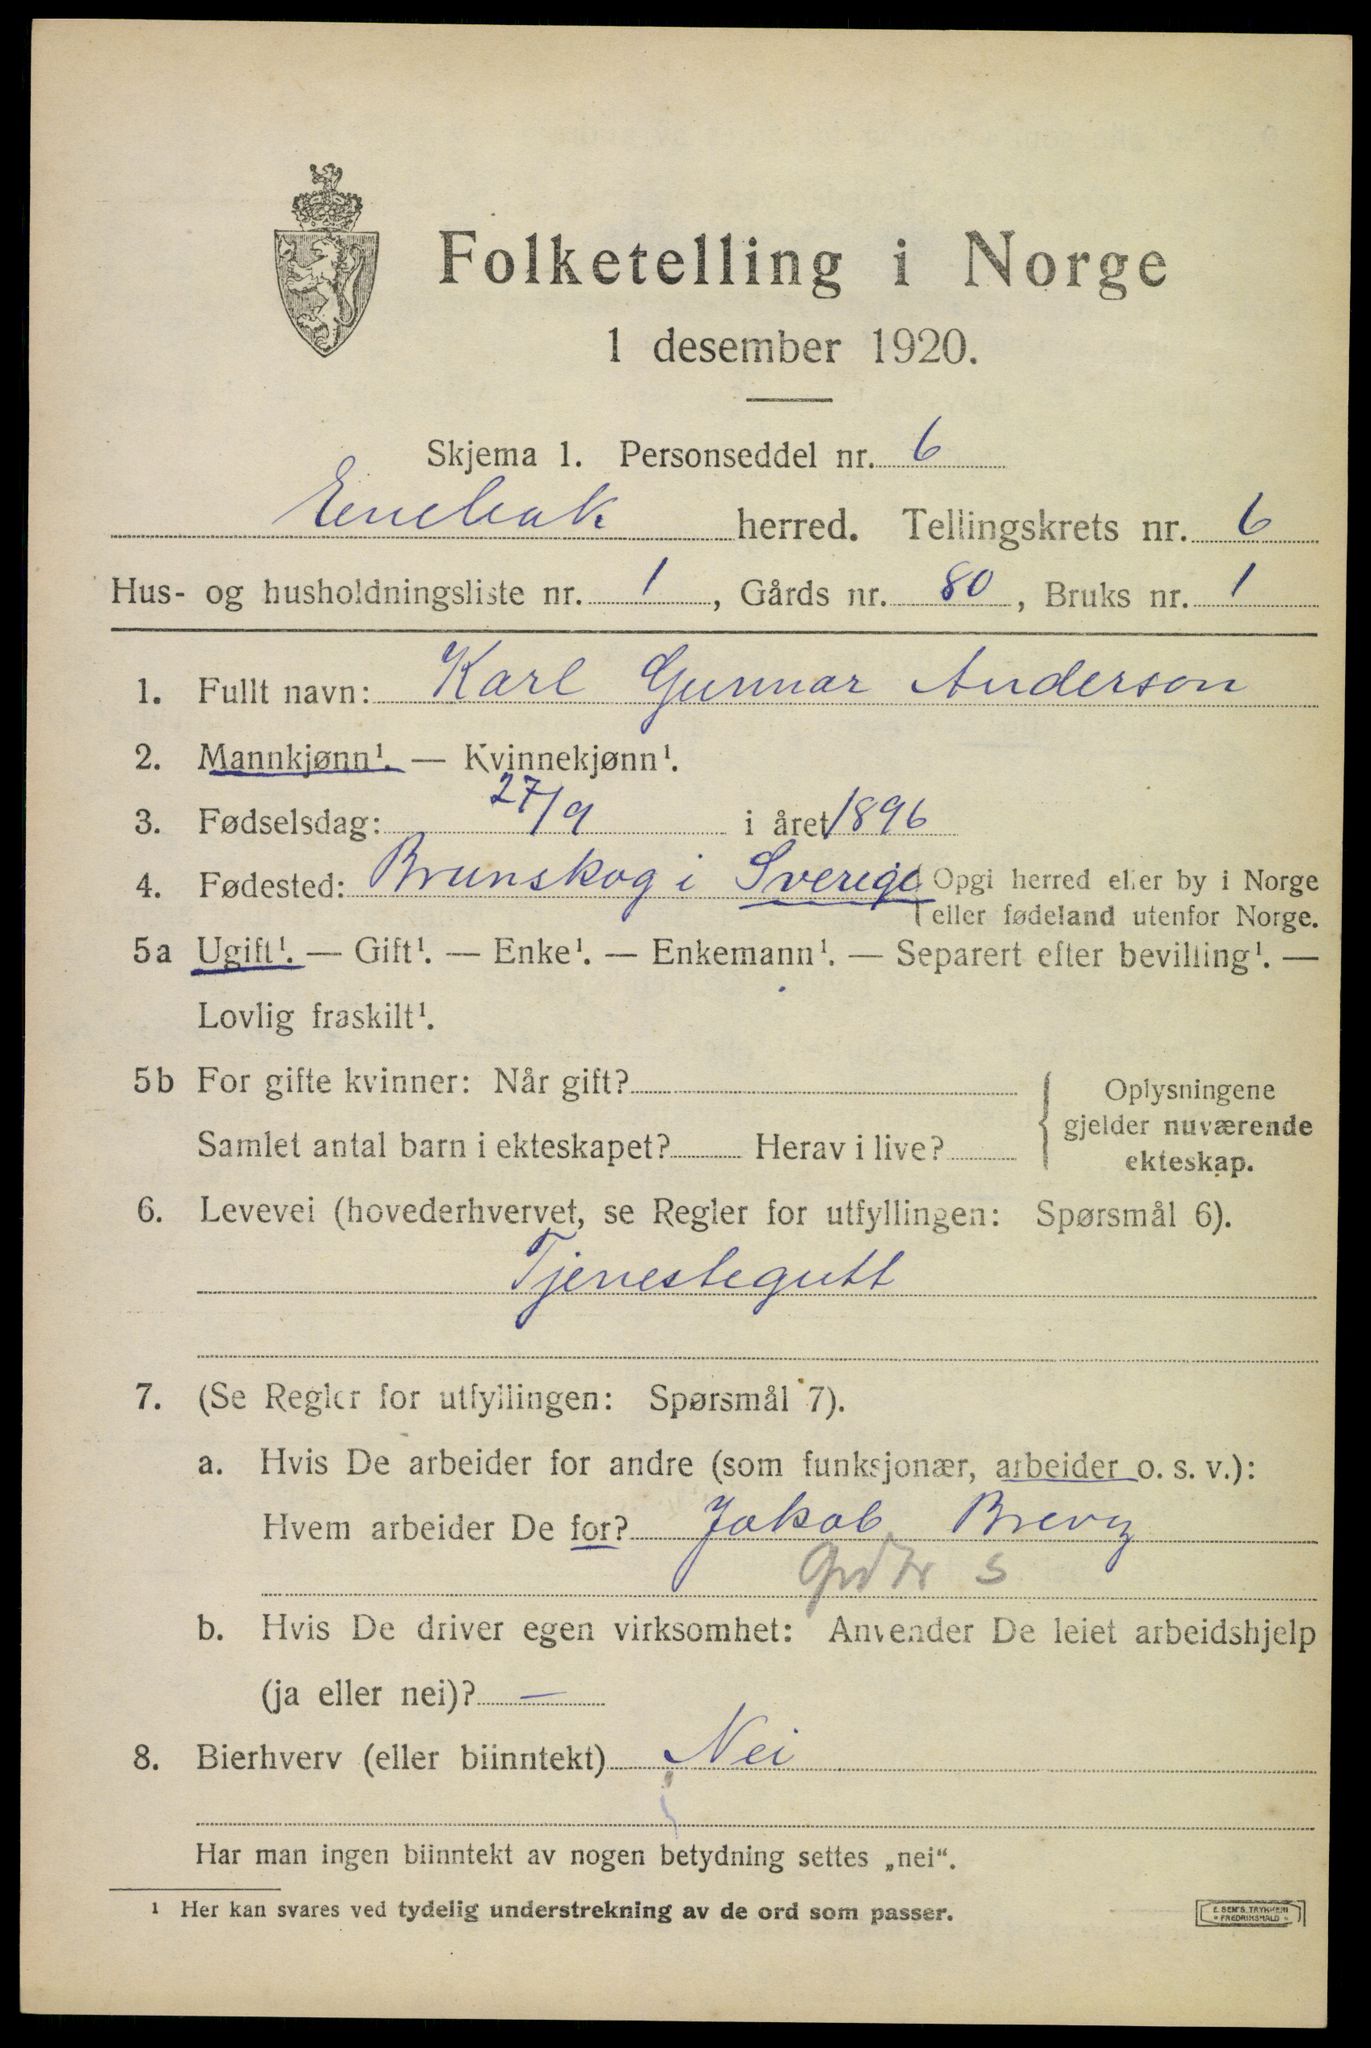 Folketelling i Norge
1 desember 1920.
Skjema 1. Personseddel nr. 6
Enebak herred. Tellingskrets nr. 6
Hus- og husholdningsliste nr. 1, Gårds nr. 80, Bruks nr. 1
1. Fullt navn: Karl Gunnar Anderson
2. Mannkjønn¹. — Kvinnekjønn¹.
3. Fødselsdag: 27/9 i året 1896
4. Fødested: Brunskog i Sverige (Opgi herred eller by i Norge
eller fødeland utenfor Norge.
5a Ugift¹. — Gift¹. — Enke¹. — Enkemann¹. — Separert efter bevilling¹. —
Lovlig fraskilt¹.
5b For gifte kvinner: Når gift?
Samlet antal barn i ekteskapet? Herav i live?
Oplysningene
gjelder nuværende
ekteskap.
6. Levevei (hovederhvervet, se Regler for utfyllingen: Spørsmål 6).
Tjenestegutt
7. (Se Regler for utfyllingen: Spørsmål 7).
a. Hvis De arbeider for andre (som funksjonær, arbeider o. s. v.):
Hvem arbeider De for? Jakob
s
b. Hvis De driver egen virksomhet: Anvender De leiet arbeidshjelp
(ja eller nei)? —
8. Bierhverv (eller biinntekt) Nei
Har man ingen biinntekt av nogen betydning settes „nei“.
¹ Her kan svares ved tydelig understrekning av de ord som passer.
E. SEM'S TRYKKERI
FREDRIKSHALD